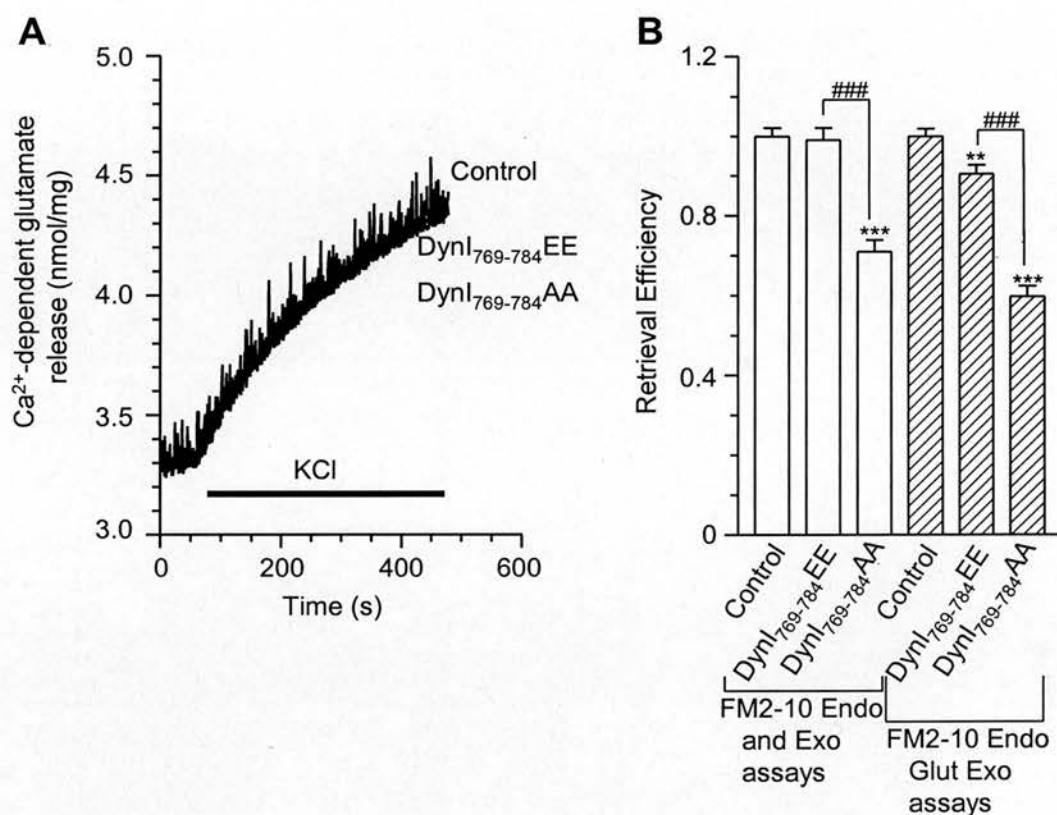 A
Ca²⁺-dependent glutamate
release (nmol/mg)
5.0
4.5
4.0
3.5
3.0
Control
DynI₇₆₉₋₇₈₄EE
DynI₇₆₉₋₇₈₄AA
KCl
0
200
400
600
Time (s)
B
Retrieval Efficiency
1.2
0.8
0.4
0
###
***
###
**
***
Control
DynI₇₆₉₋₇₈₄EE
DynI₇₆₉₋₇₈₄AA
Control
DynI₇₆₉₋₇₈₄EE
DynI₇₆₉₋₇₈₄AA
FM2-10 Endo
and Exo
assays
FM2-10 Endo
Glut Exo
assays